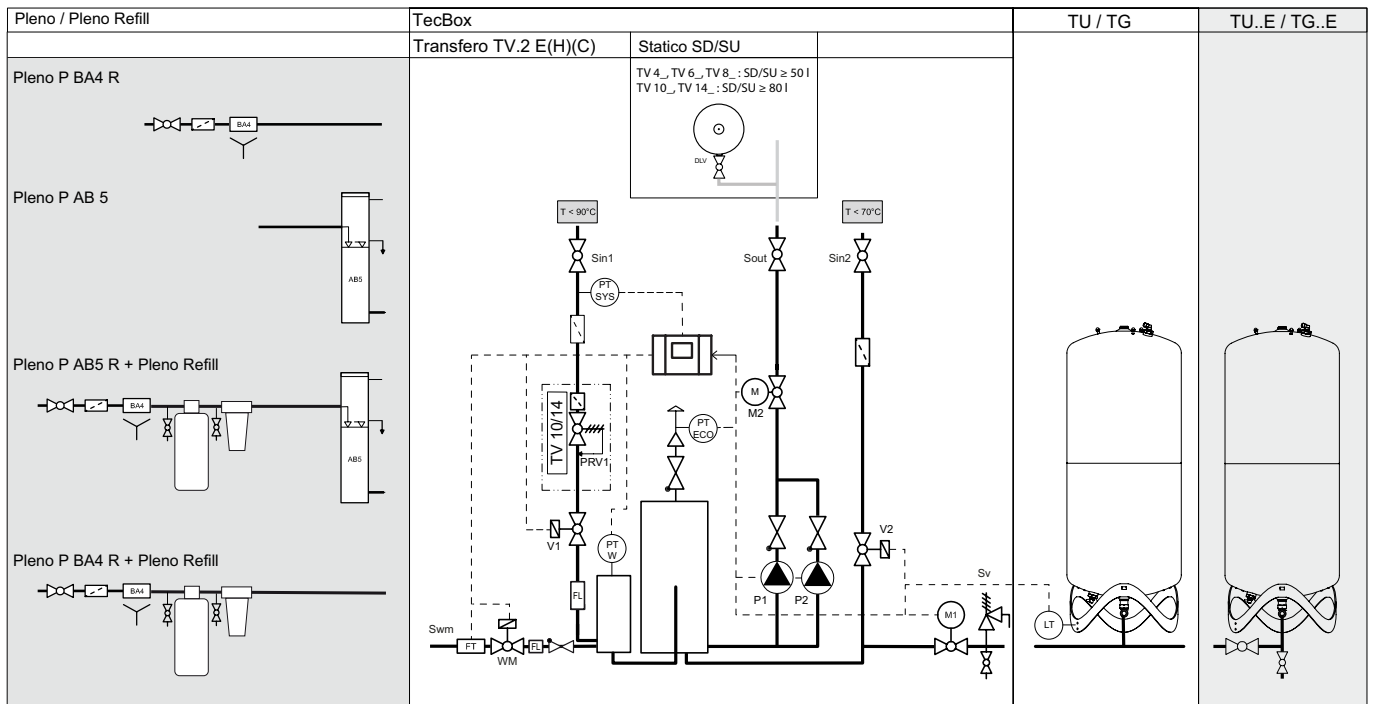 Pleno / Pleno Refill
TecBox
TU / TG
TU..E / TG..E
Transfero TV.2 E(H)(C)
Statico SD/SU
Pleno P BA4 R
BA4
TV 4_, TV 6_, TV 8_ : SD/SU ≥ 50 l
TV 10_, TV 14_ : SD/SU ≥ 80 l
DLV
Pleno P AB 5
AB5
T < 90°C
T < 70°C
Sin1
Sout
Sin2
PT
SYS
Pleno P AB5 R + Pleno Refill
BA4
AB5
M
M2
PT
ECO
TV 10/14
PRV1
V1
PT
W
V2
Pleno P BA4 R + Pleno Refill
BA4
FL
P1
P2
Sv
M1
LT
Swm
FT
WM
FL